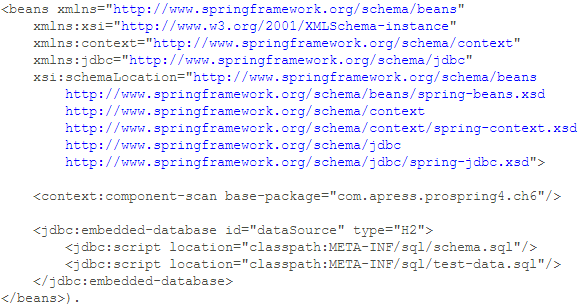 <beans xmlns="http://www.springframework.org/schema/beans"
    xmlns:xsi="http://www.w3.org/2001/XMLSchema-instance"
    xmlns:context="http://www.springframework.org/schema/context"
    xmlns:jdbc="http://www.springframework.org/schema/jdbc"
    xsi:schemaLocation="http://www.springframework.org/schema/beans
        http://www.springframework.org/schema/beans/spring-beans.xsd
        http://www.springframework.org/schema/context
        http://www.springframework.org/schema/context/spring-context.xsd
        http://www.springframework.org/schema/jdbc
        http://www.springframework.org/schema/jdbc/spring-jdbc.xsd">

    <context:component-scan base-package="com.apress.prospring4.ch6"/>

    <jdbc:embedded-database id="dataSource" type="H2">
        <jdbc:script location="classpath:META-INF/sql/schema.sql"/>
        <jdbc:script location="classpath:META-INF/sql/test-data.sql"/>
    </jdbc:embedded-database>
</beans>).